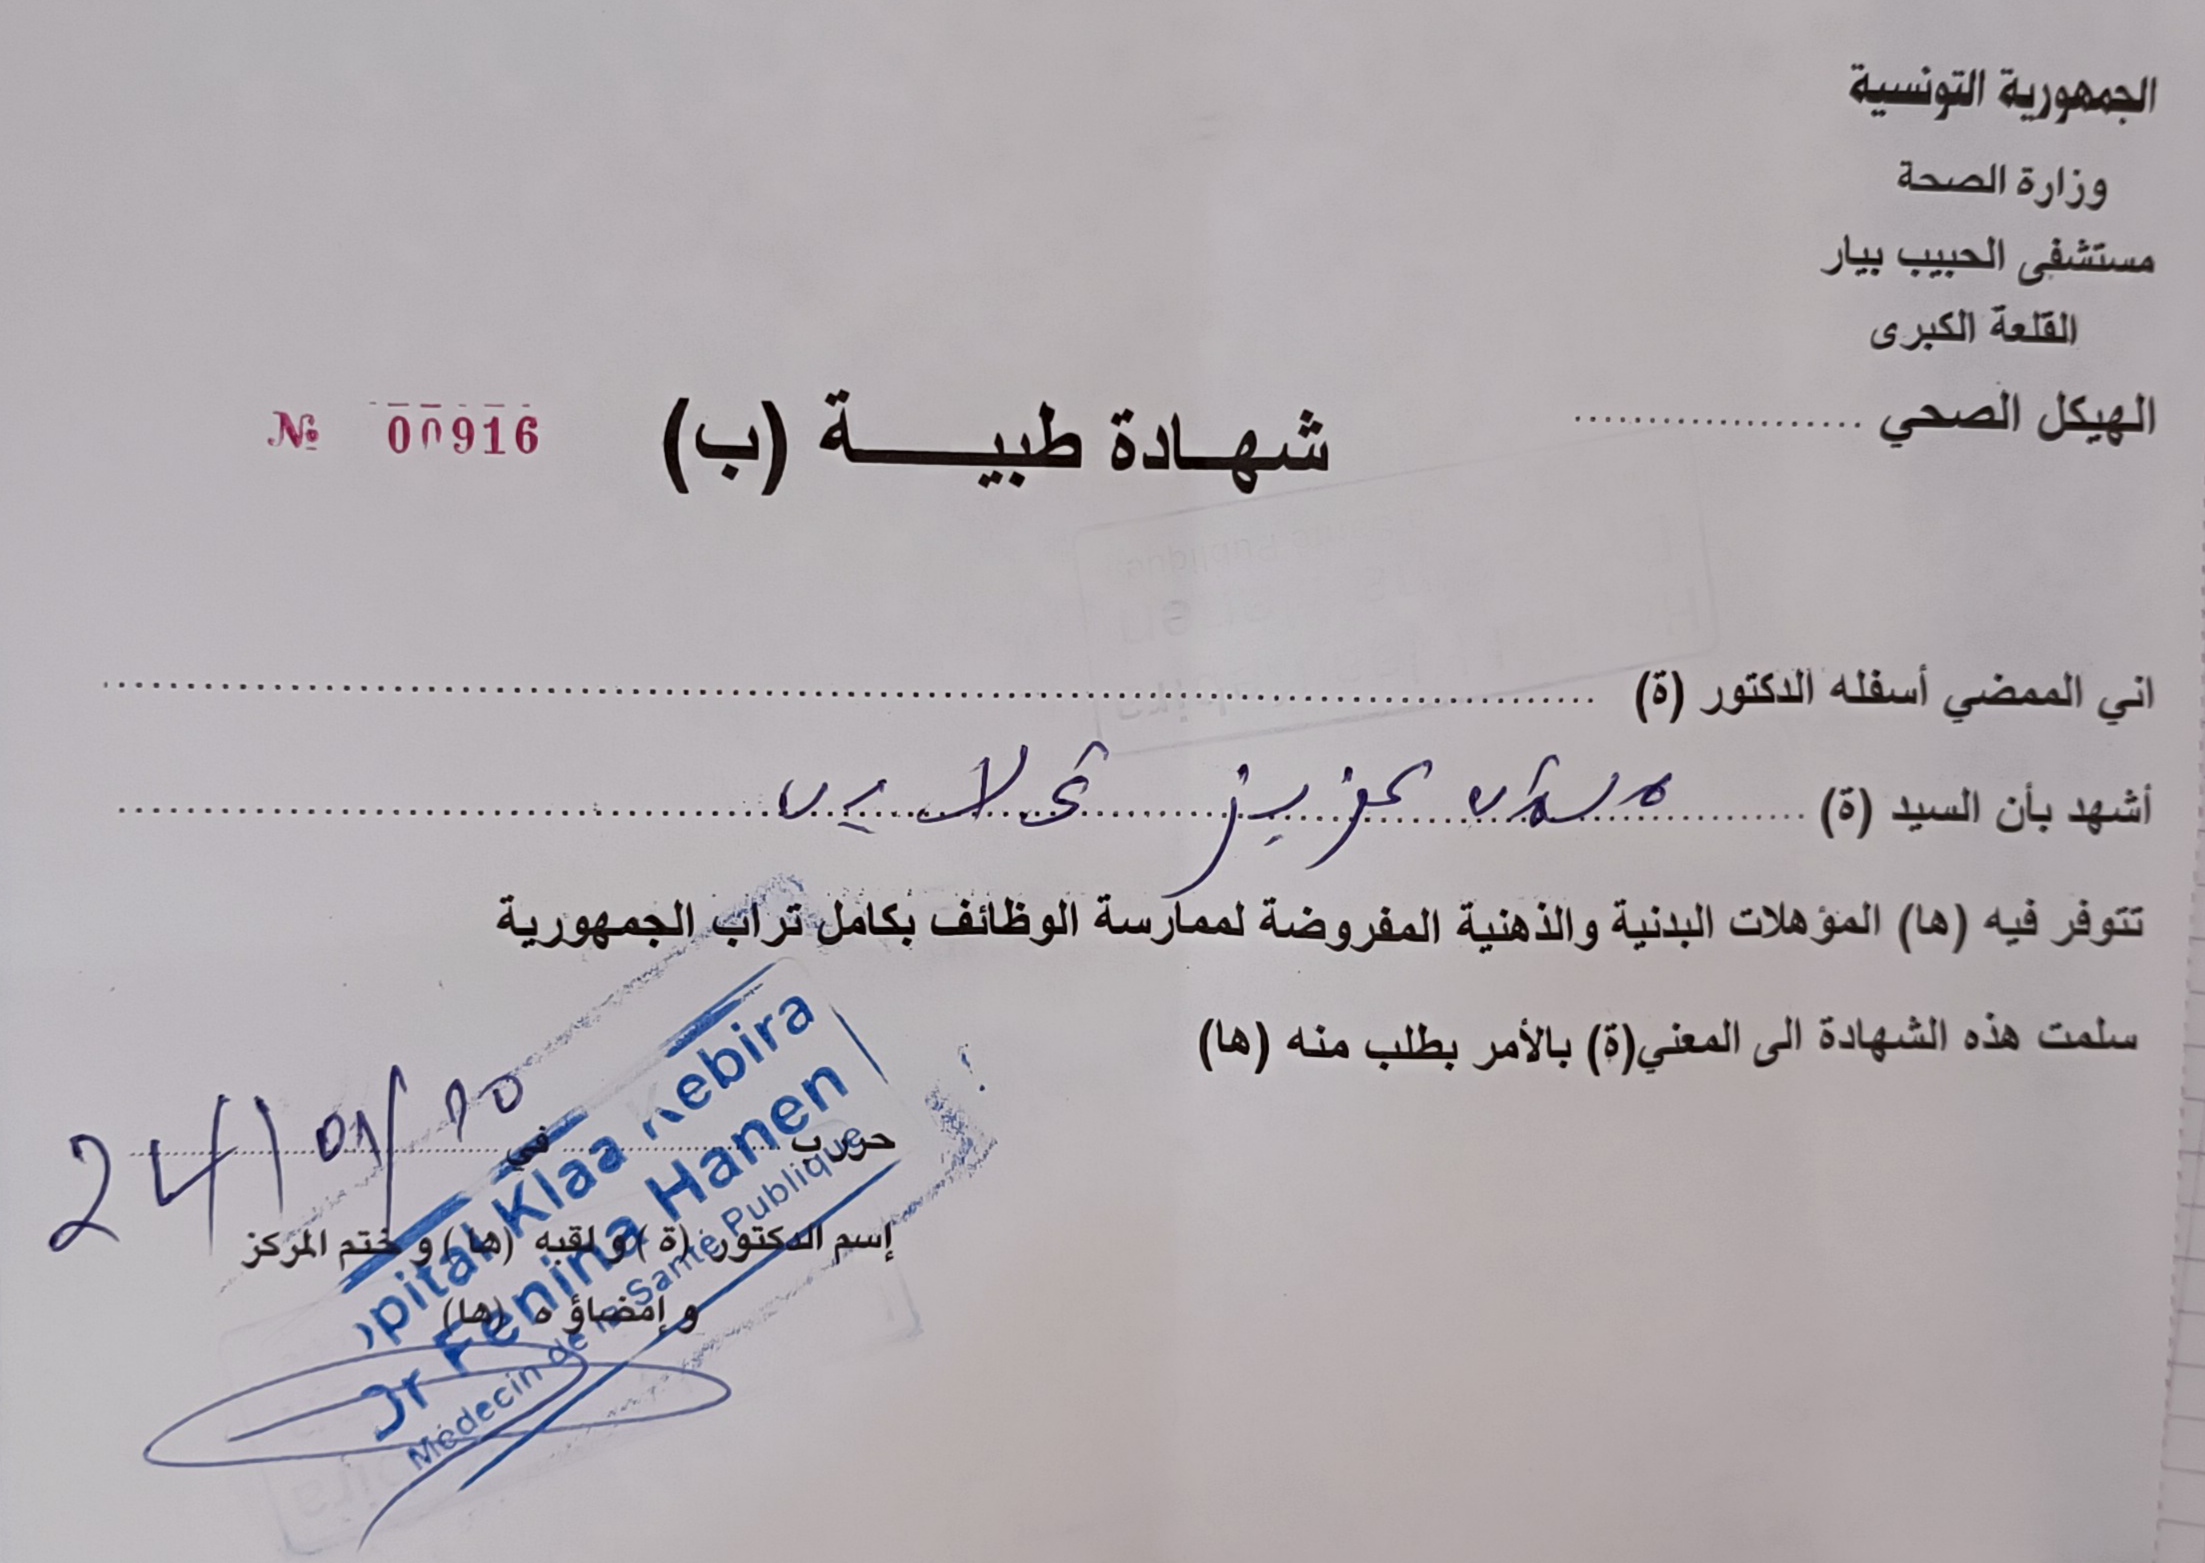 الجمهورية التونسية
وزارة الصحة
مستشفى الحبيب بيار
القلعة الكبرى
الهيكل الصحي ....................
شهادة طبية (ب)
№ 00916
اني الممضي أسفله الدكتور (ة) ....................
أشهد بأن السيد (ة) ....................
تتوفر فيه (ها) المؤهلات البدنية والذهنية المفروضة لممارسة الوظائف بكامل تراب الجمهورية
سلمت هذه الشهادة الى المعني(ة) بالأمر بطلب منه (ها)
حرر ب .................... في
24/01/
إسم الدكتور (ة) و لقبه (ها) و ختم المركز
و إمضاؤ ه (ها)
pital Klaa Kebira
Dr Fenina Hanen
Médecin de la Santé Publique